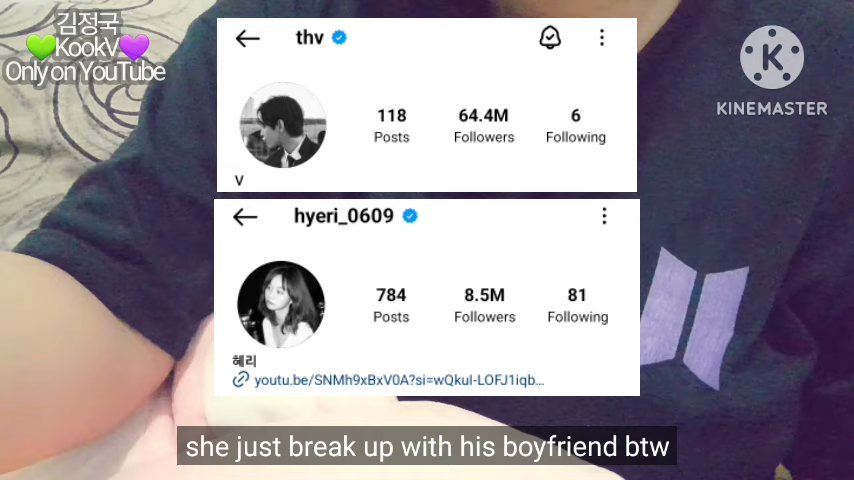 김정국
💚KookV💜
Only on YouTube
KINEMASTER
thv
118 64.4M 6
Posts Followers Following
V
hyeri_0609
784 8.5M 81
Posts Followers Following
혜리
youtu.be/SNMh9xBxV0A?si=wQkuI-LOFJ1iqb...
she just break up with his boyfriend btw